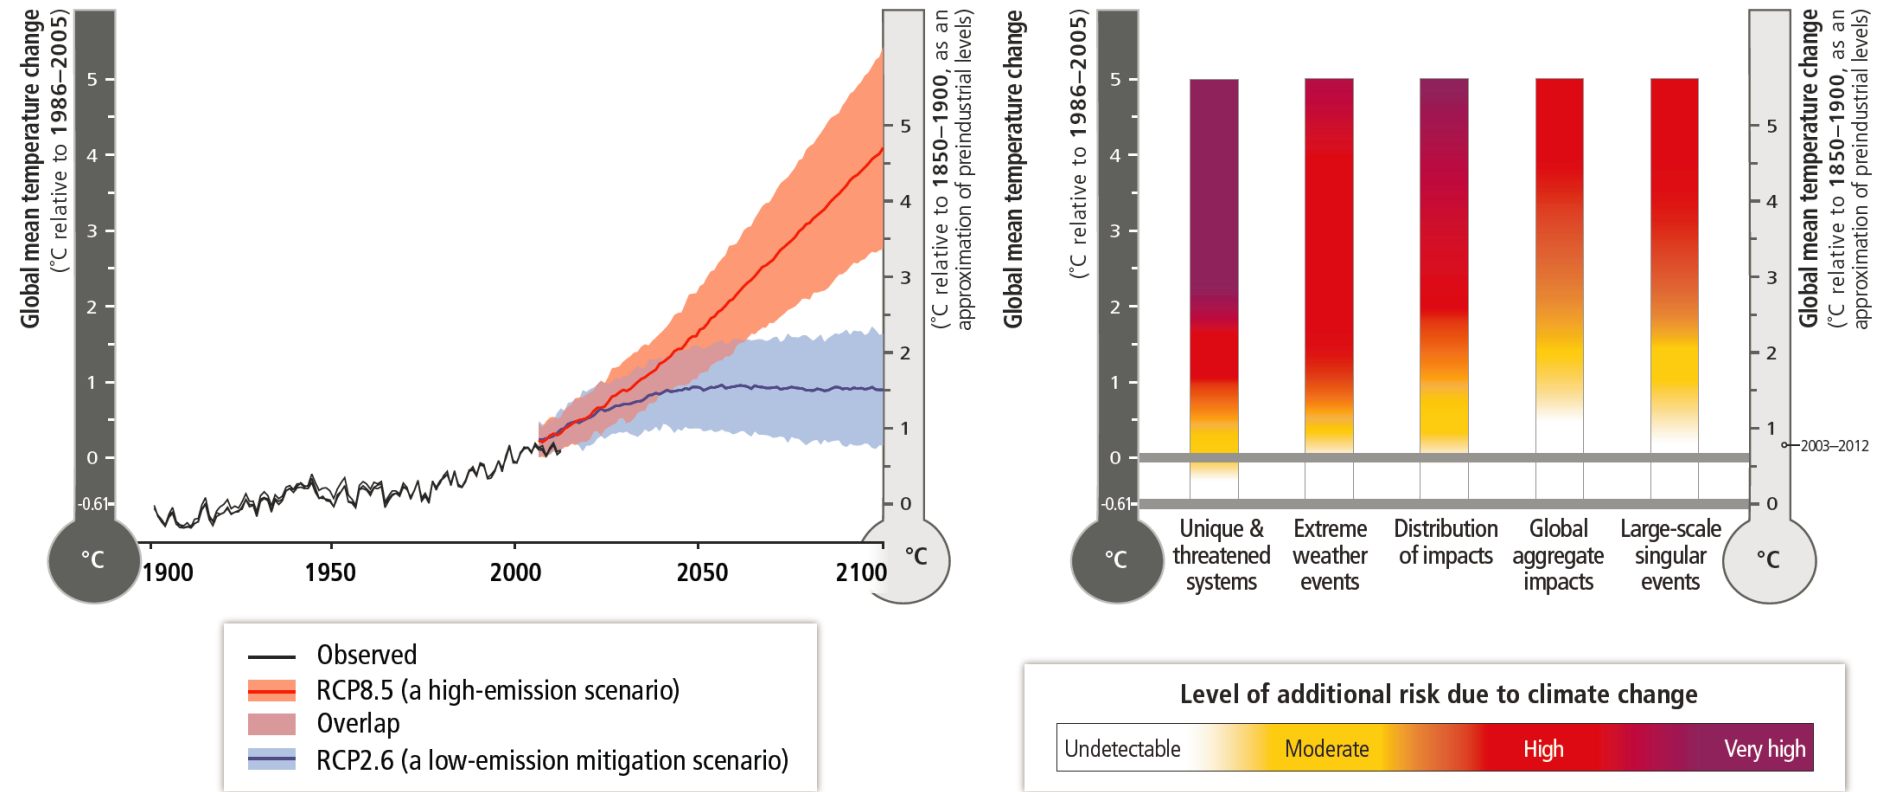 Global mean temperature change
(°C relative to 1986–2005)
5
4
3
2
1
0
-0.61
°C
1900
1950
2000
2050
2100
5
4
3
2
1
0
°C
Global mean temperature change
(°C relative to 1850–1900, as an
approximation of preindustrial levels)
Observed
RCP8.5 (a high-emission scenario)
Overlap
RCP2.6 (a low-emission mitigation scenario)
Global mean temperature change
(°C relative to 1986–2005)
5
4
3
2
1
0
-0.61
°C
Unique &
threatened
systems
Extreme
weather
events
Distribution
of impacts
Global
aggregate
impacts
Large-scale
singular
events
5
4
3
2
1
2003–2012
0
°C
Global mean temperature change
(°C relative to 1850–1900, as an
approximation of preindustrial levels)
Level of additional risk due to climate change
Undetectable
Moderate
High
Very high